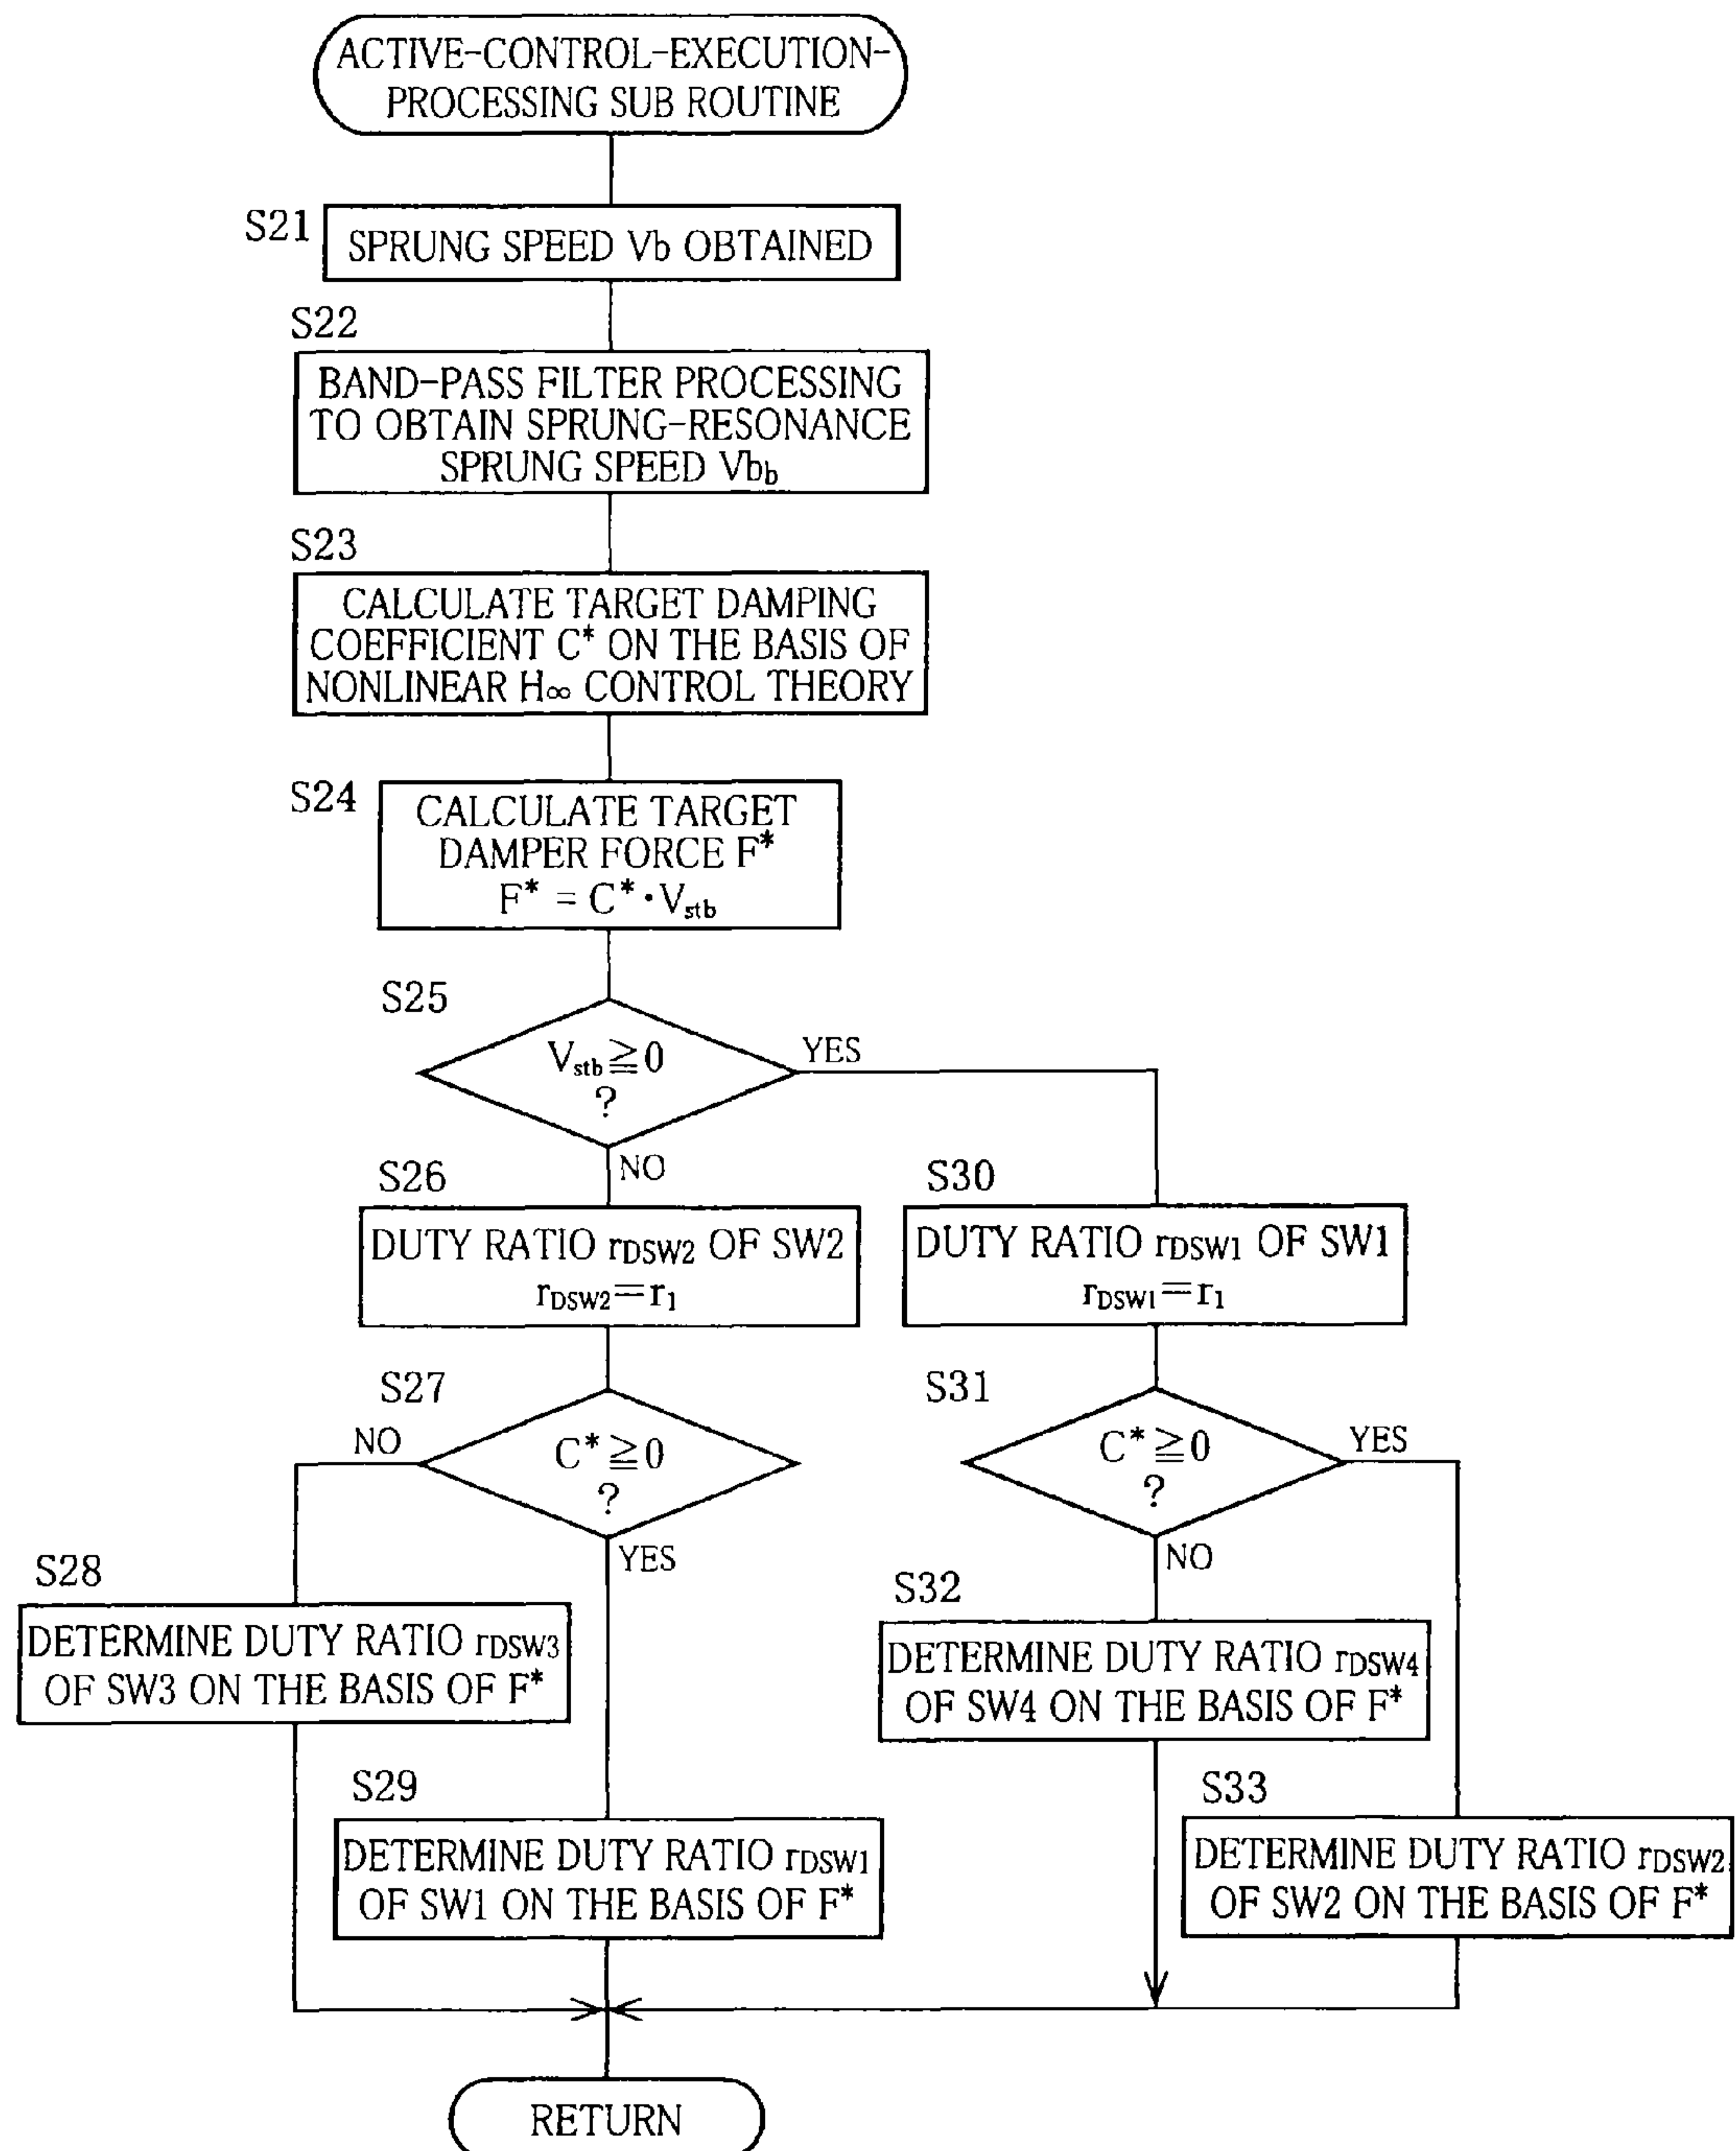 ACTIVE-CONTROL-EXECUTION-
PROCESSING SUB ROUTINE
S21
SPRUNG SPEED Vb OBTAINED
S22
BAND-PASS FILTER PROCESSING
TO OBTAIN SPRUNG-RESONANCE
SPRUNG SPEED Vbb
S23
CALCULATE TARGET DAMPING
COEFFICIENT C* ON THE BASIS OF
NONLINEAR H∞ CONTROL THEORY
S24
CALCULATE TARGET
DAMPER FORCE F*
F* = C*·Vstb
S25
Vstb≧0
?
YES
NO
S26
DUTY RATIO rDSW2 OF SW2
rDSW2=r1
S30
DUTY RATIO rDSW1 OF SW1
rDSW1=r1
S27
C*≧0
?
NO
YES
S31
C*≧0
?
YES
NO
S28
DETERMINE DUTY RATIO rDSW3
OF SW3 ON THE BASIS OF F*
S32
DETERMINE DUTY RATIO rDSW4
OF SW4 ON THE BASIS OF F*
S29
DETERMINE DUTY RATIO rDSW1
OF SW1 ON THE BASIS OF F*
S33
DETERMINE DUTY RATIO rDSW2
OF SW2 ON THE BASIS OF F*
RETURN